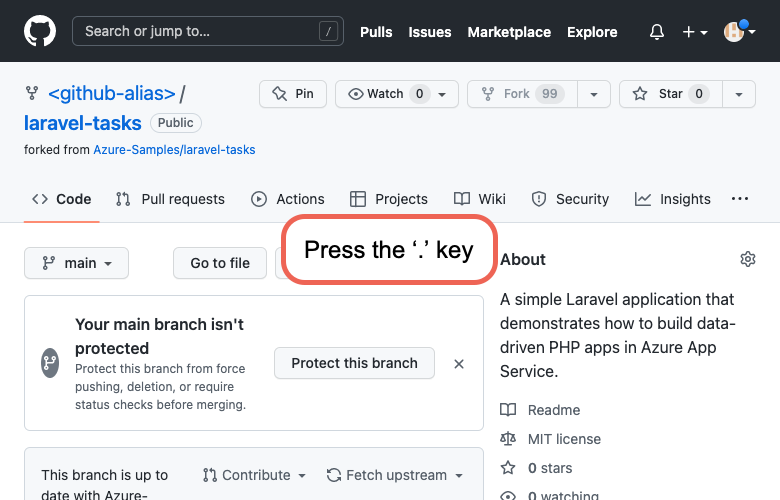 Search or jump to... /
Pulls Issues Marketplace Explore
<github-alias> /
laravel-tasks Public
forked from Azure-Samples/laravel-tasks
Pin
Watch 0
Fork 99
Star 0
Code
Pull requests
Actions
Projects
Wiki
Security
Insights
Press the ‘.’ key
main
Go to file
Your main branch isn't
protected
Protect this branch from force
pushing, deletion, or require
status checks before merging.
Protect this branch
This branch is up to
date with Azure-
Contribute
Fetch upstream
About
A simple Laravel application that
demonstrates how to build data-
driven PHP apps in Azure App
Service.
Readme
MIT license
0 stars
0 watching